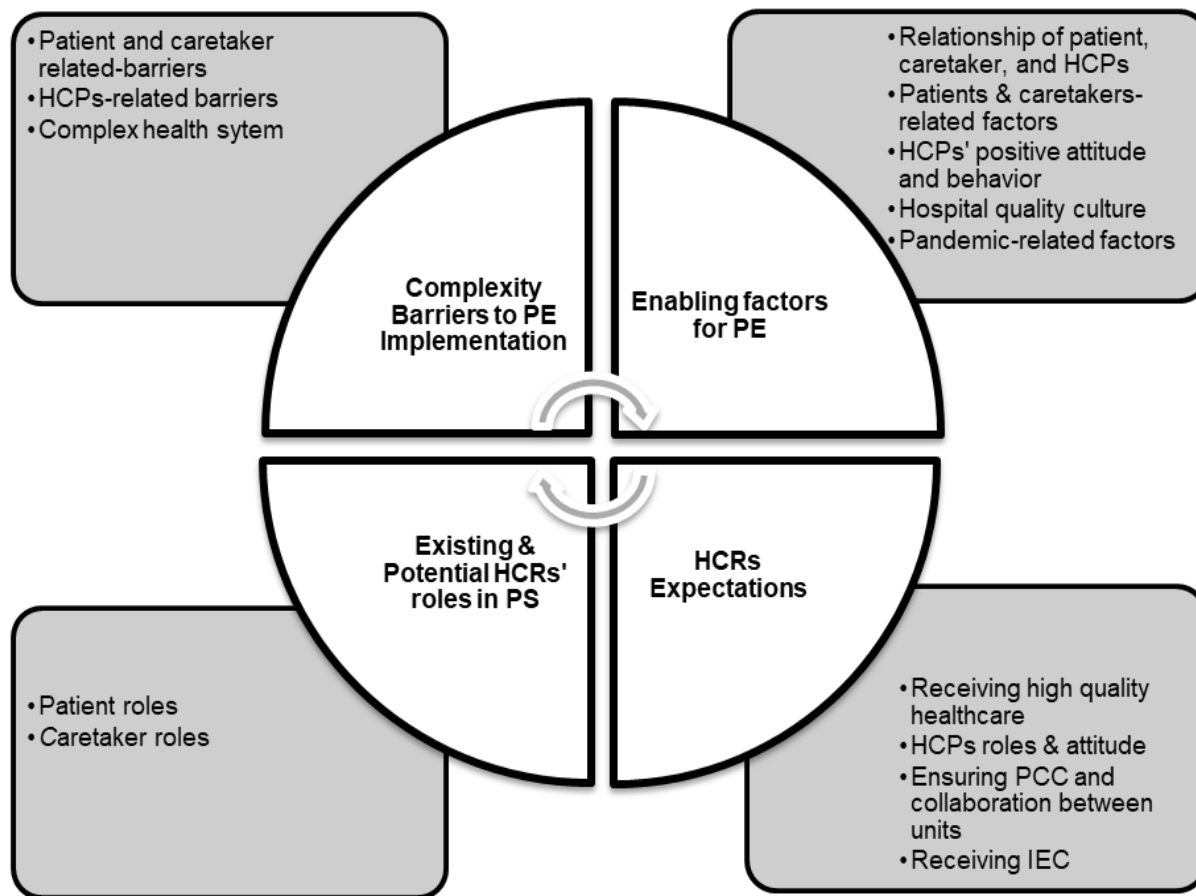 •Patient and caretaker
related-barriers
•HCPs-related barriers
•Complex health sytem
•Relationship of patient,
caretaker, and HCPs
•Patients & caretakers-
related factors
•HCPs' positive attitude
and behavior
•Hospital quality culture
•Pandemic-related factors
Complexity
Barriers to PE
Implementation
Enabling factors
for PE
Existing &
Potential HCRs'
roles in PS
HCRs
Expectations
•Patient roles
•Caretaker roles
•Receiving high quality
healthcare
•HCPs roles & attitude
•Ensuring PCC and
collaboration between
units
•Receiving IEC